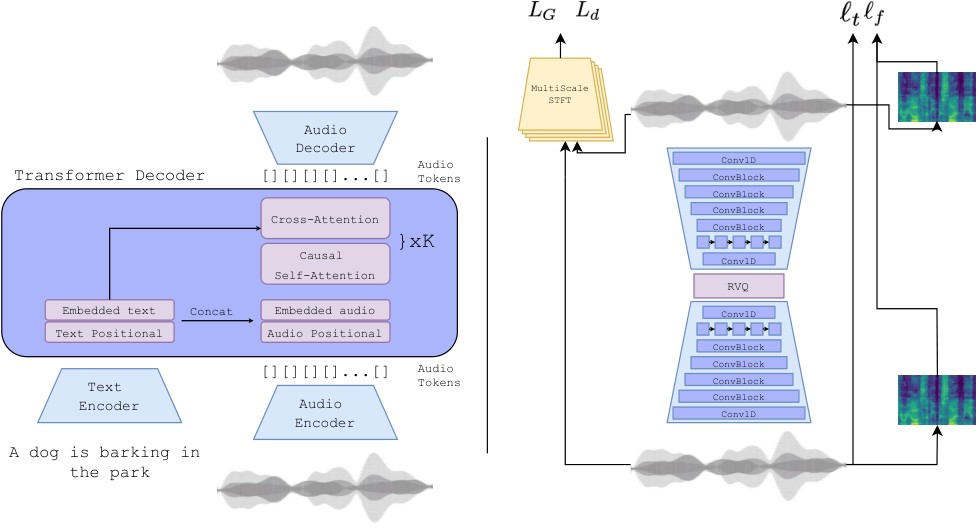 Audio
Decoder
Audio
Tokens
[][][][]...[]
Transformer Decoder
Cross-Attention
}xK
Causal
Self-Attention
Embedded text
Text Positional
Concat
Embedded audio
Audio Positional
[][][][]...[]
Audio
Tokens
Text
Encoder
Audio
Encoder
A dog is barking in
the park
L_G L_d
ℓ_t ℓ_f
MultiScale
STFT
Conv1D
ConvBlock
ConvBlock
ConvBlock
ConvBlock
Conv1D
RVQ
Conv1D
ConvBlock
ConvBlock
ConvBlock
ConvBlock
Conv1D